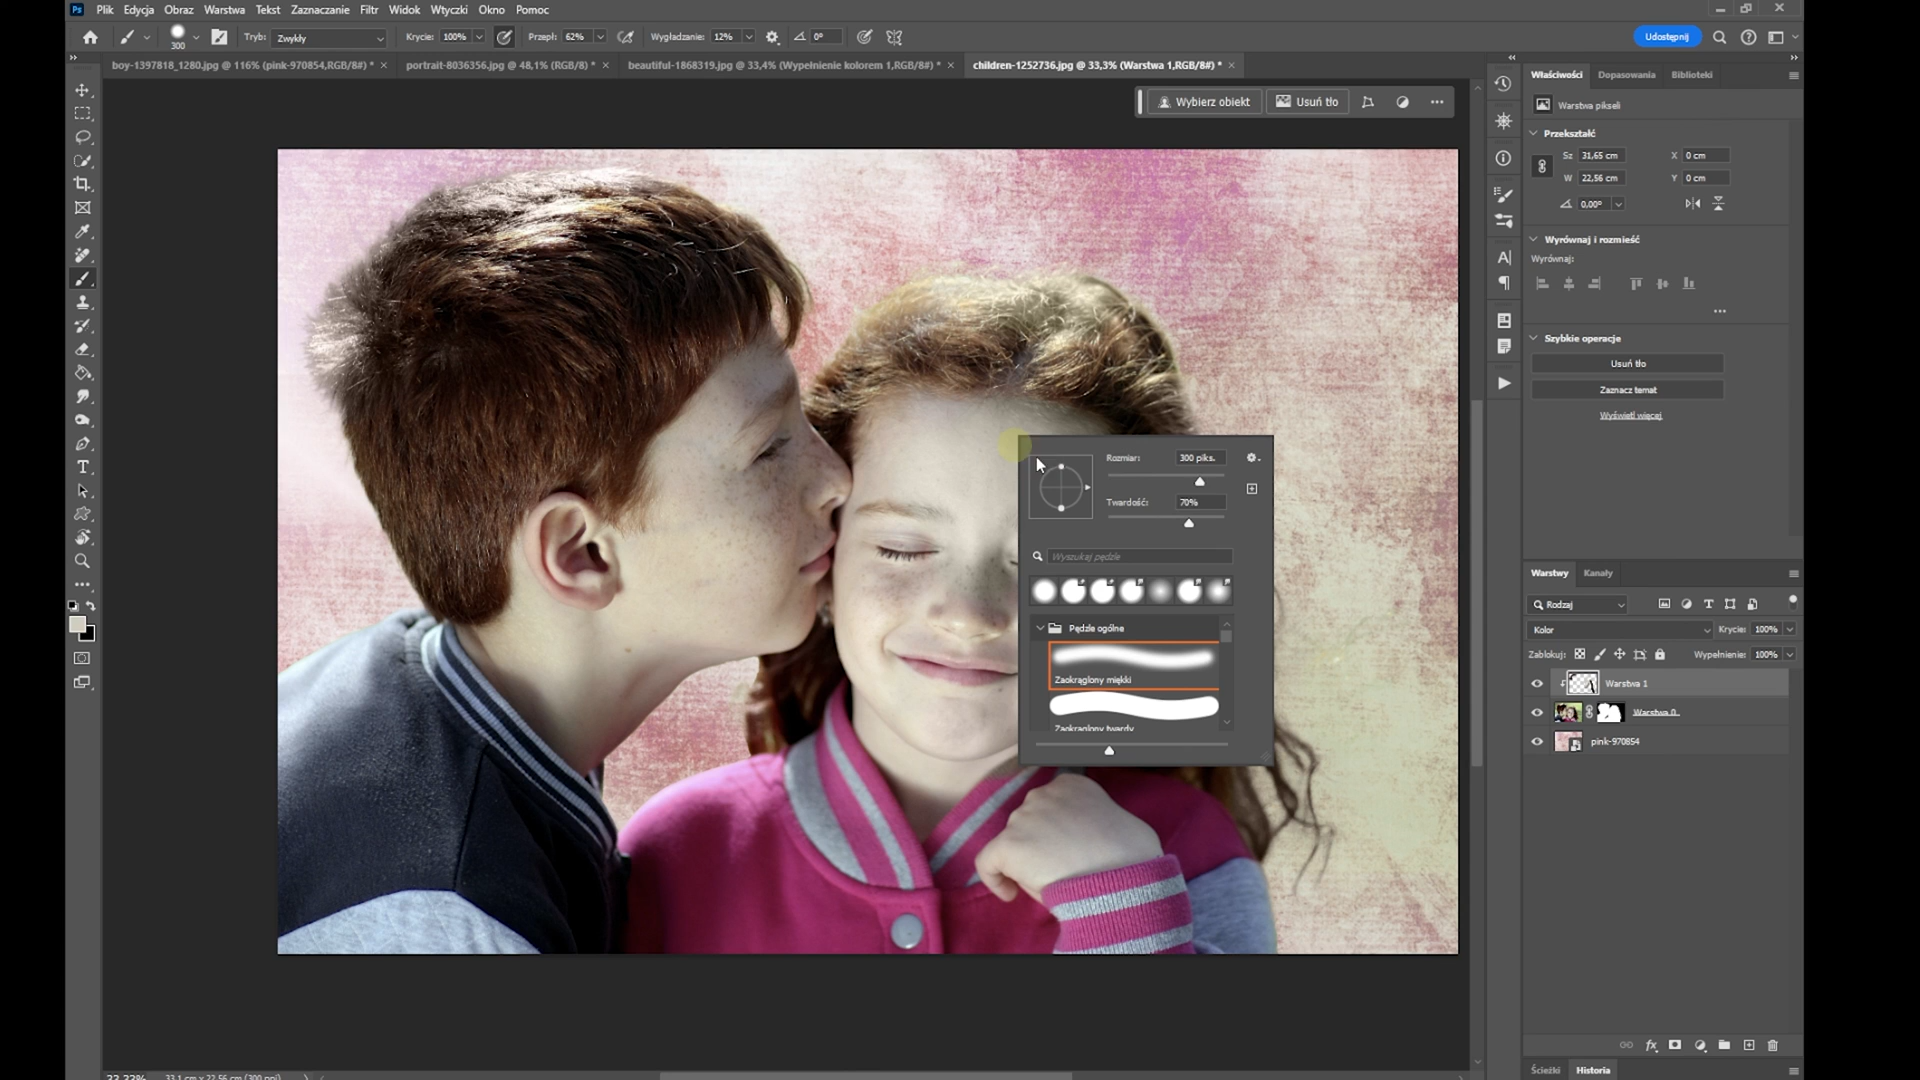 Ps Plik Edycja Obraz Warstwa Tekst Zaznaczanie Filtr Widok Wtyczki Okno Pomoc
300 Tryb: Zwykły Krycie: 100% Przepł: 62% Wygładzanie: 12% 0° Udostępnij
boy-1397818_1280.jpg @ 116% (pink-970854,RGB/8#) * × portrait-8036356.jpg @ 48,1% (RGB/8) * × beautiful-1868319.jpg @ 33,4% (Wypełnienie kolorem 1,RGB/8#) * × children-1252736.jpg @ 33,3% (Warstwa 1,RGB/8#) * ×
Wybierz obiekt Usuń tło
Właściwości Dopasowania Biblioteki
Warstwa pikseli
Przekształć
Sz 31,65 cm X 0 cm
W 22,56 cm Y 0 cm
0,00°
Wyrównaj i rozmieść
Wyrównaj:
Szybkie operacje
Usuń tło
Zaznacz temat
Wyświetl więcej
Rozmiar: 300 piks.
Twardość: 70%
Wyszukaj pędzle
Pędzle ogólne
Zaokrąglony miękki
Zaokrąglony twardy
Warstwy Kanały
Rodzaj
Kolor Krycie: 100%
Zablokuj: Wypełnienie: 100%
Warstwa 1
Warstwa 0
pink-970854
33,33% 33,1 cm x 22,56 cm (300 ppi)
Ścieżki Historia